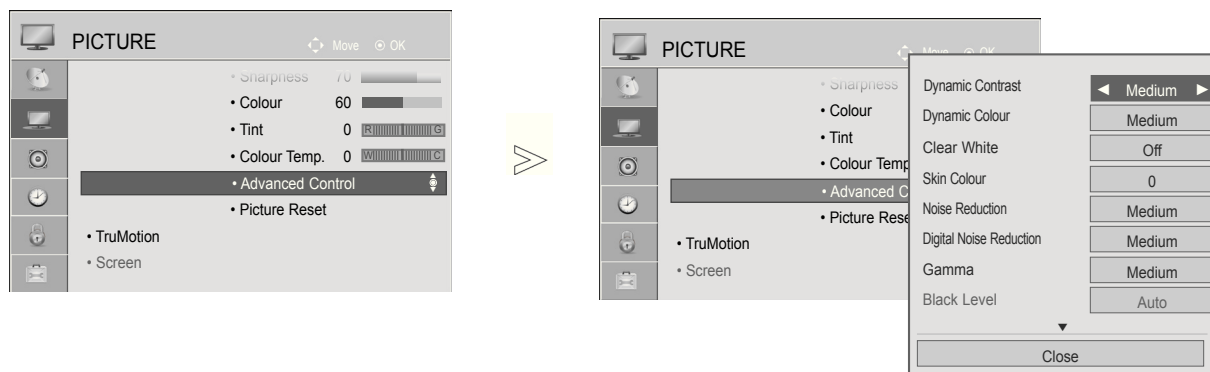 PICTURE
Move OK
• Sharpness 70
• Colour 60
• Tint 0 R G
• Colour Temp. 0 W C
• Advanced Control
• Picture Reset
• TruMotion
• Screen
PICTURE
Move OK
• Sharpness
• Colour
• Tint
• Colour Temp
• Advanced C
• Picture Rese
• TruMotion
• Screen
Dynamic Contrast ◀ Medium ▶
Dynamic Colour Medium
Clear White Off
Skin Colour 0
Noise Reduction Medium
Digital Noise Reduction Medium
Gamma Medium
Black Level Auto
▼
Close